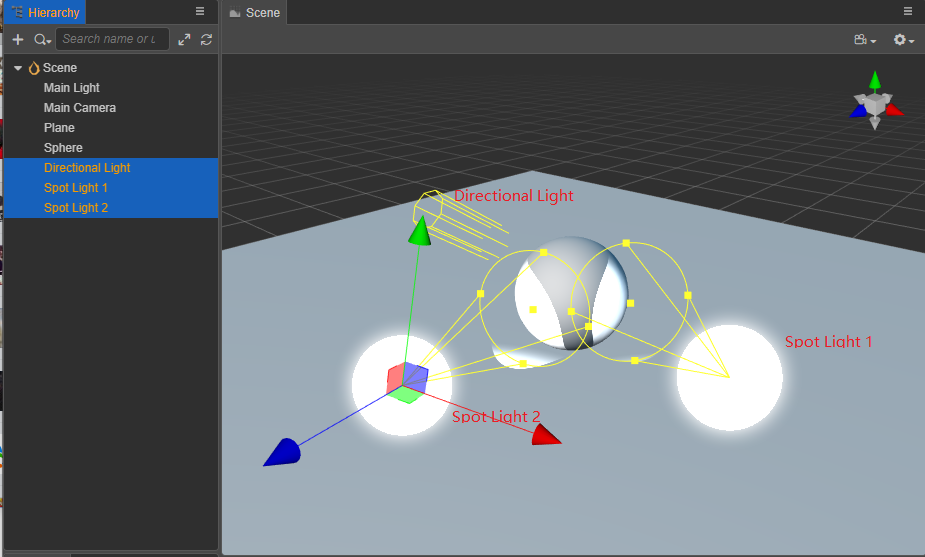 Hierarchy
Search name or u
Scene
Main Light
Main Camera
Plane
Sphere
Directional Light
Spot Light 1
Spot Light 2
Scene
Directional Light
Spot Light 1
Spot Light 2